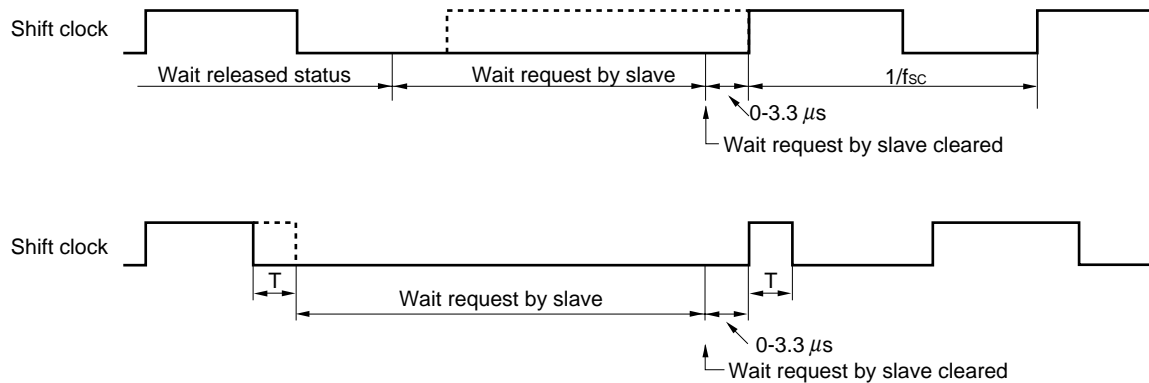 Shift clock
Wait released status
Wait request by slave
1/fSC
0-3.3 μs
Wait request by slave cleared
Shift clock
T
T
Wait request by slave
0-3.3 μs
Wait request by slave cleared